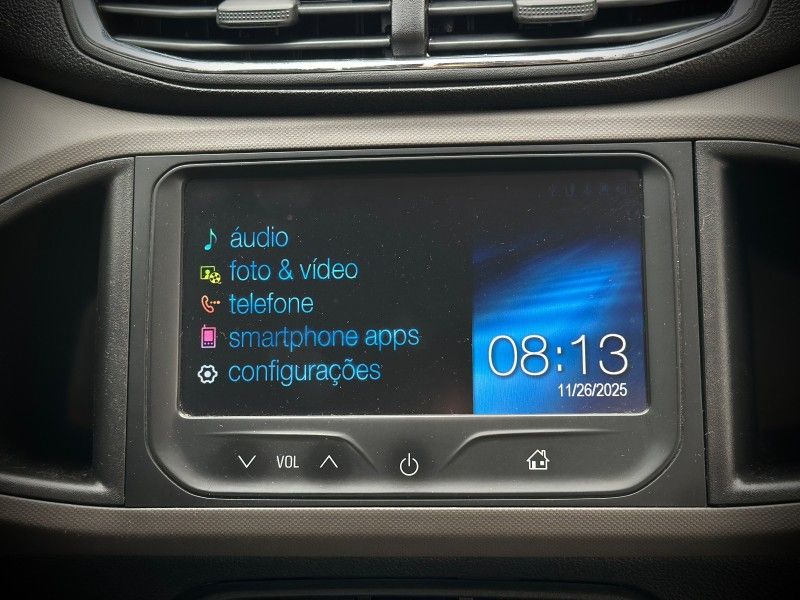 áudio
foto & vídeo
telefone
smartphone apps
configurações
08:13
11/26/2025
VOL